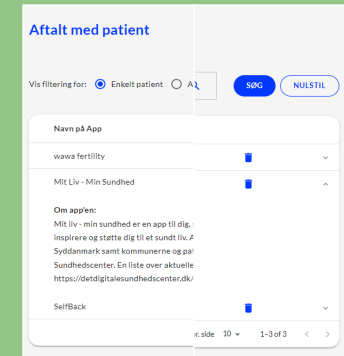 Aftalt med patient
Vis filtering for: Enkelt patient SØG NULSTIL
Navn på App
wawa fertility
Mit Liv - Min Sundhed
Om app'en:
Mit liv - min sundhed er en app til dig,
inspirere og støtte dig til et sundt liv. A
Syddanmark samt kommunerne og
Sundhedscenter. En liste over aktuelle
https://detdigitalesundhedscenter.dk/
SelfBack
r. side 10 1-3 of 3